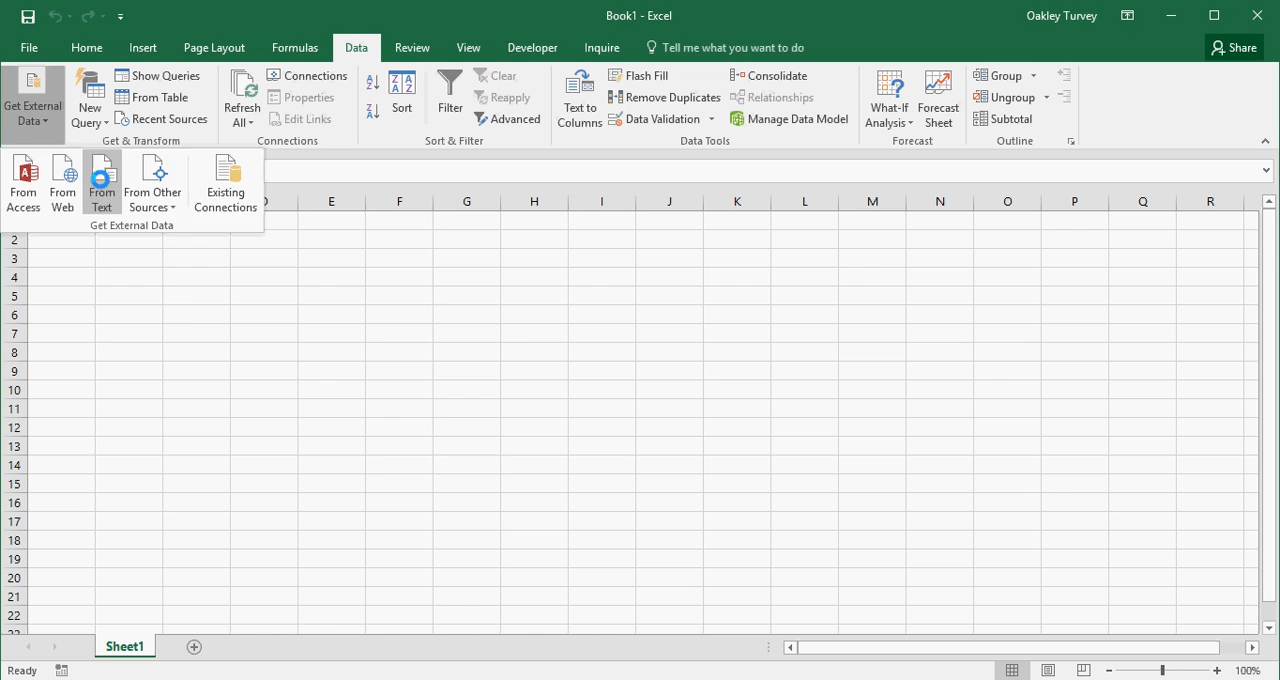 Book1 - Excel
Oakley Turvey
File Home Insert Page Layout Formulas Data Review View Developer Inquire Tell me what you want to do Share
Get External Data
New Query
Show Queries
From Table
Recent Sources
Get & Transform
Refresh All
Connections
Properties
Edit Links
Connections
Sort
Filter
Clear
Reapply
Advanced
Sort & Filter
Text to Columns
Flash Fill
Remove Duplicates
Data Validation
Consolidate
Relationships
Manage Data Model
Data Tools
What-If Analysis
Forecast Sheet
Forecast
Group
Ungroup
Subtotal
Outline
From Access
From Web
From Text
From Other Sources
Existing Connections
Get External Data
E F G H I J K L M N O P Q R
2
3
4
5
6
7
8
9
10
11
12
13
14
15
16
17
18
19
20
21
22
Sheet1
Ready
100%